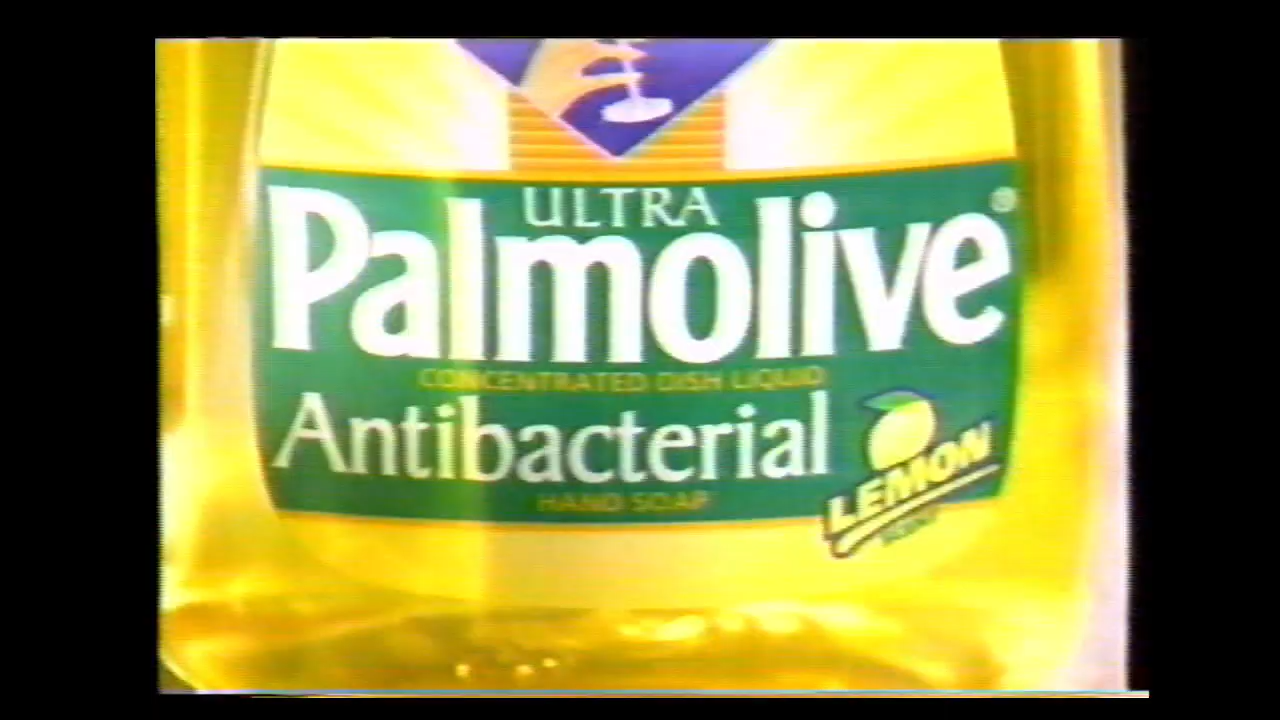 ULTRA
Palmolive®
CONCENTRATED DISH LIQUID
Antibacterial
HAND SOAP
LEMON